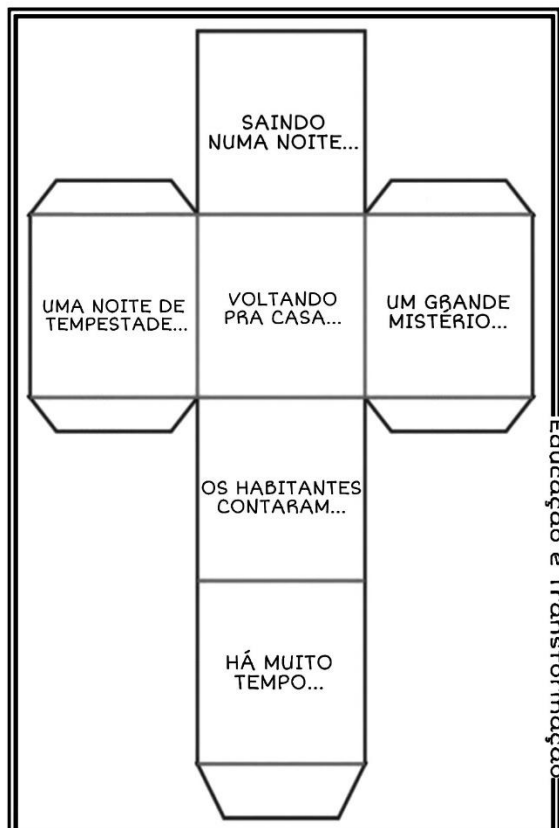 SAINDO
NUMA NOITE...
UMA NOITE DE
TEMPESTADE...
VOLTANDO
PRA CASA...
UM GRANDE
MISTÉRIO...
OS HABITANTES
CONTARAM...
HÁ MUITO
TEMPO...
Educação e Transformação